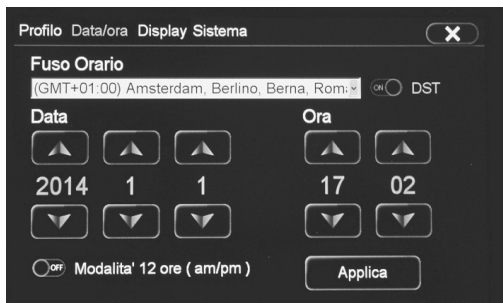 Profilo Data/ora Display Sistema X
Fuso Orario
(GMT+01:00) Amsterdam, Berlino, Berna, Rom
ON DST
Data Ora
2014 1 1 17 02
OFF Modalita' 12 ore ( am/pm )
Applica